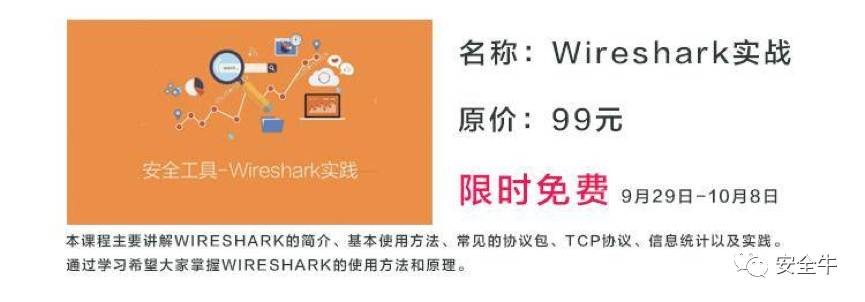 名称：Wireshark实战
原价：99元
安全工具-Wireshark实践
限时免费 9月29日-10月8日
本课程主要讲解WIRESHARK的简介、基本使用方法、常见的协议包、TCP协议、信息统计以及实践。
通过学习希望大家掌握WIRESHARK的使用方法和原理。
安全牛